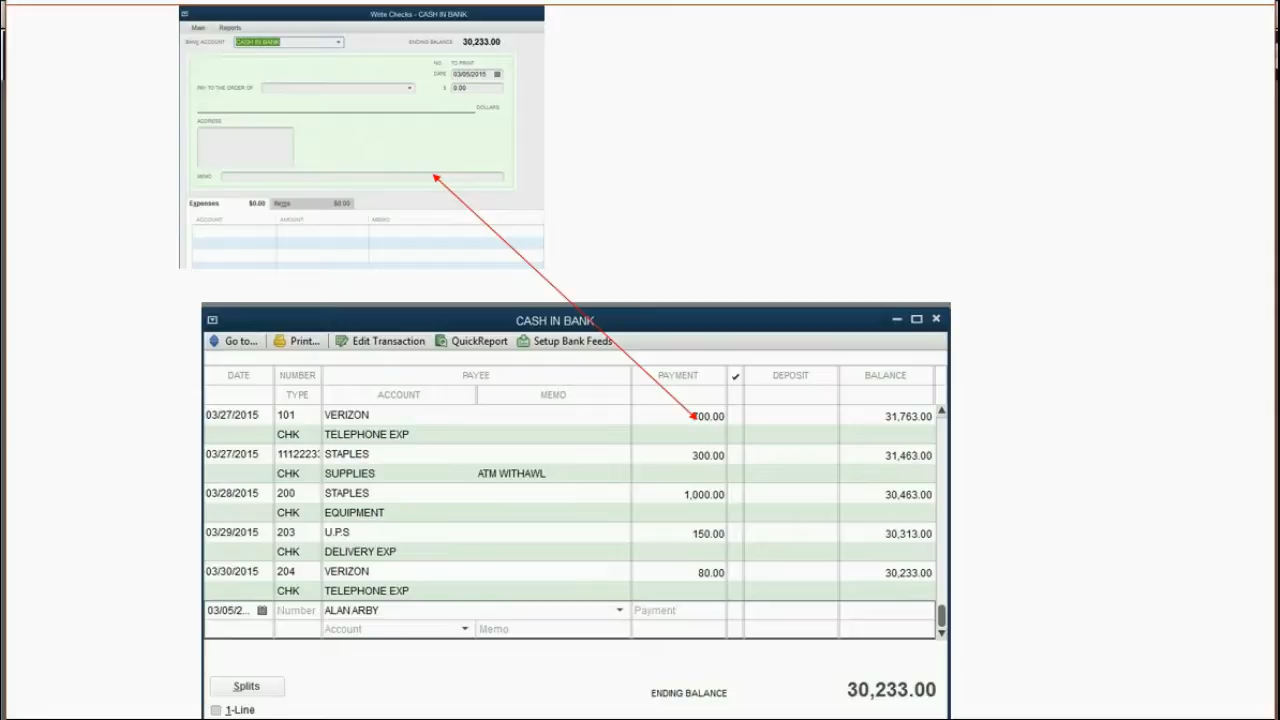 Write Checks - CASH IN BANK
Main Reports
BANK ACCOUNT CASH IN BANK ENDING BALANCE 30,233.00
NO. TO PRINT
DATE 03/05/2015
PAY TO THE ORDER OF $ 0.00
DOLLARS
ADDRESS
MEMO
Expenses $0.00 Items $0.00
ACCOUNT AMOUNT MEMO
CASH IN BANK
Go to... Print... Edit Transaction QuickReport Setup Bank Feeds
DATE NUMBER PAYEE PAYMENT ✓ DEPOSIT BALANCE
TYPE ACCOUNT MEMO
03/27/2015 101 VERIZON 31,763.00
CHK TELEPHONE EXP
03/27/2015 11122233 STAPLES 300.00 31,463.00
CHK SUPPLIES ATM WITHAWL
03/28/2015 200 STAPLES 1,000.00 30,463.00
CHK EQUIPMENT
03/29/2015 203 U.P.S 150.00 30,313.00
CHK DELIVERY EXP
03/30/2015 204 VERIZON 80.00 30,233.00
CHK TELEPHONE EXP
03/05/2... Number ALAN ARBY Payment
Account Memo
Splits
ENDING BALANCE 30,233.00
1-Line